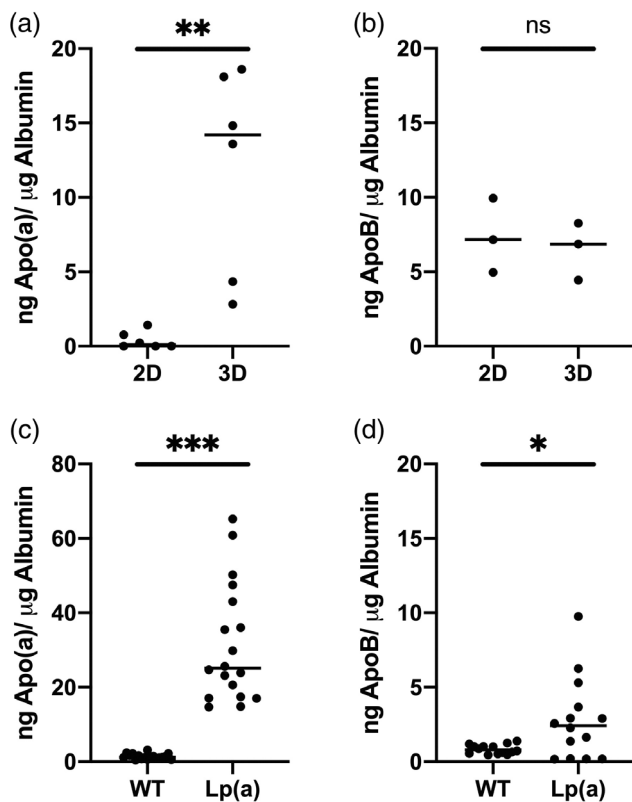 (a)
**
ng Apo(a)/ μg Albumin
20
15
10
5
0
2D 3D
(b)
ns
ng ApoB/ μg Albumin
20
15
10
5
0
2D 3D
(c)
***
ng Apo(a)/ μg Albumin
80
60
40
20
0
WT Lp(a)
(d)
*
ng ApoB/ μg Albumin
20
15
10
5
0
WT Lp(a)